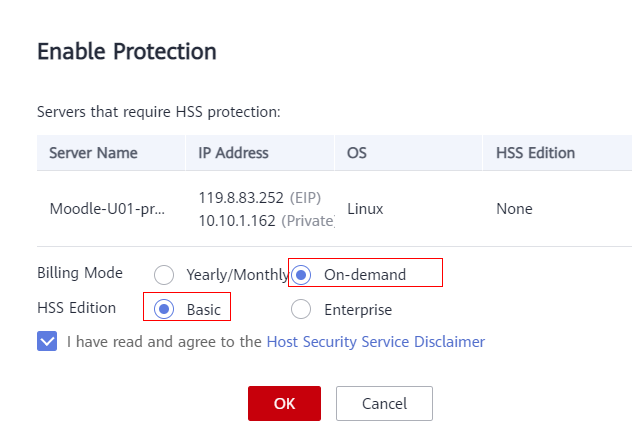 Enable Protection
Servers that require HSS protection:
Server Name IP Address OS HSS Edition
Moodle-U01-pr... 119.8.83.252 (EIP) Linux None
10.10.1.162 (Private
Billing Mode Yearly/Monthly On-demand
HSS Edition Basic Enterprise
I have read and agree to the Host Security Service Disclaimer
OK Cancel